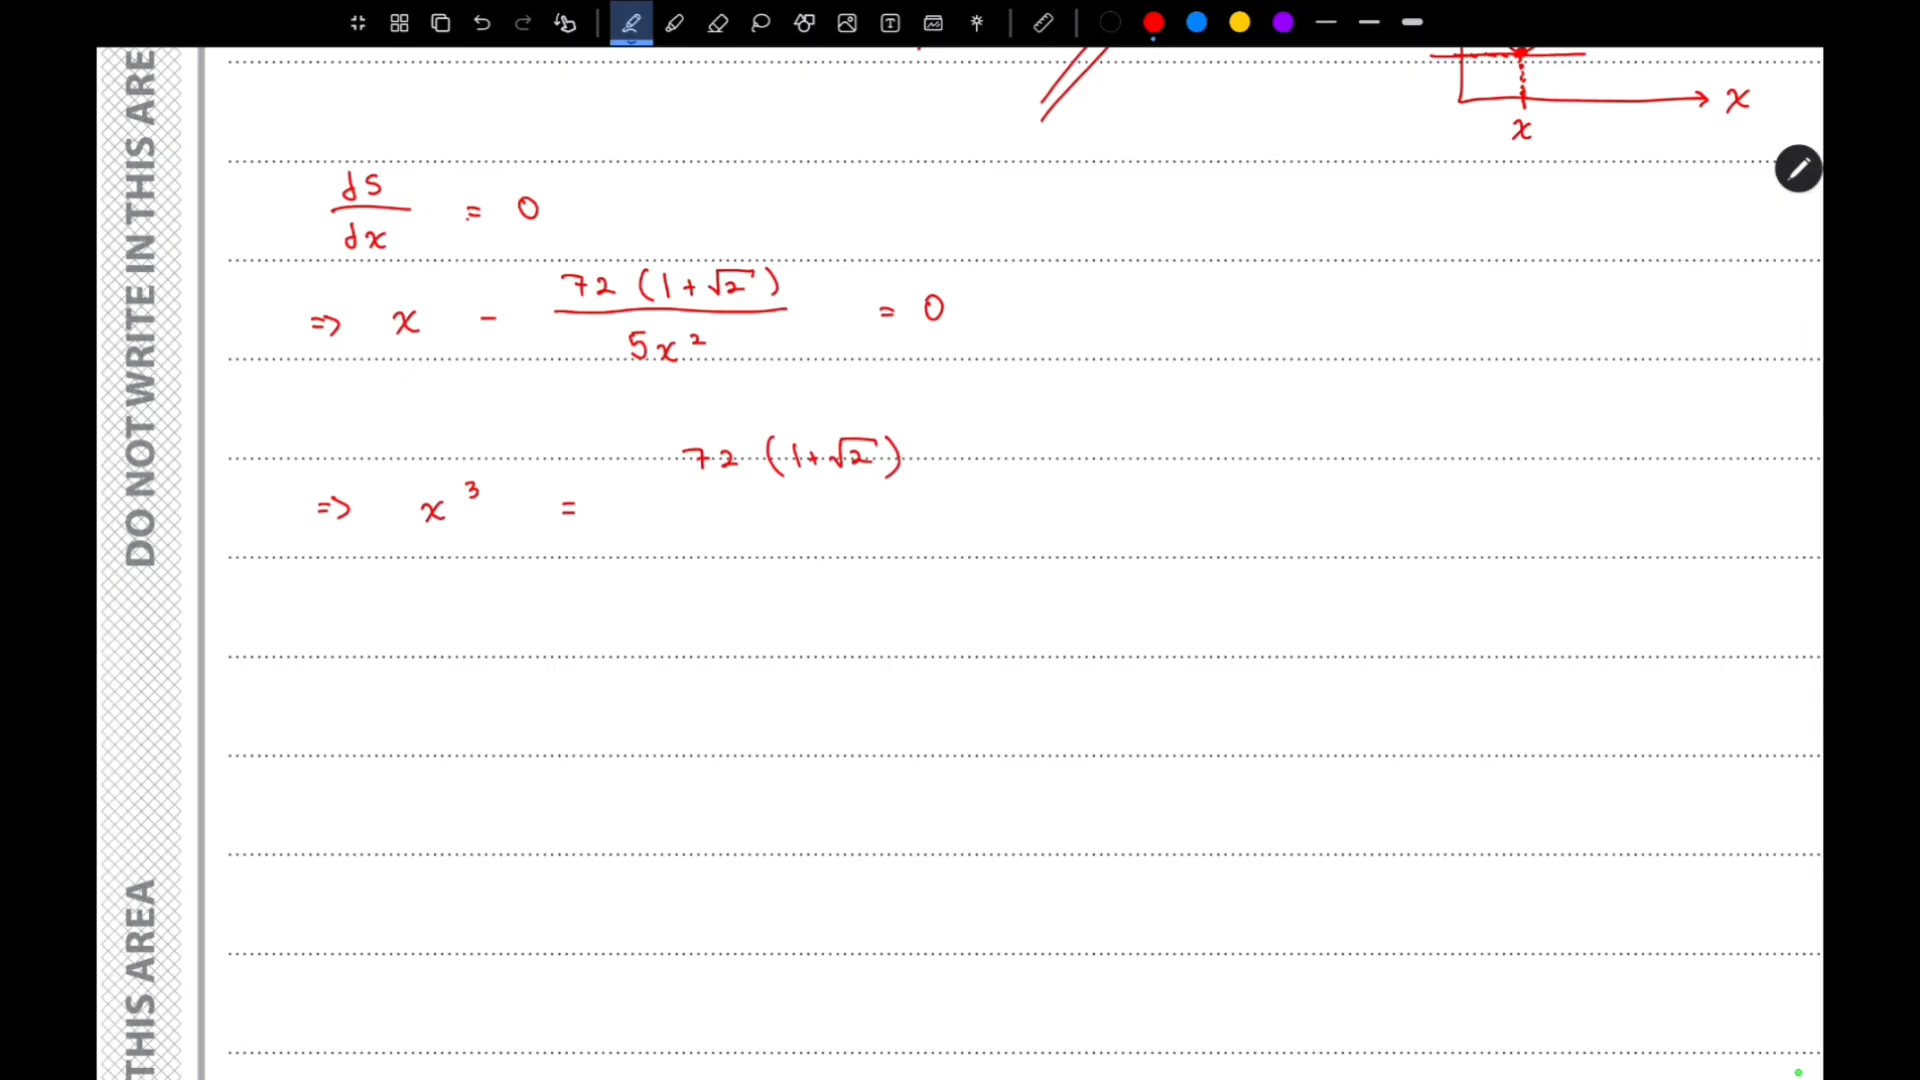 DO NOT WRITE IN THIS ARE
THIS AREA
x
x
dS
dx
= 0
=> x - 72 (1+√2) / 5x² = 0
72 (1+√2)
=> x³ =